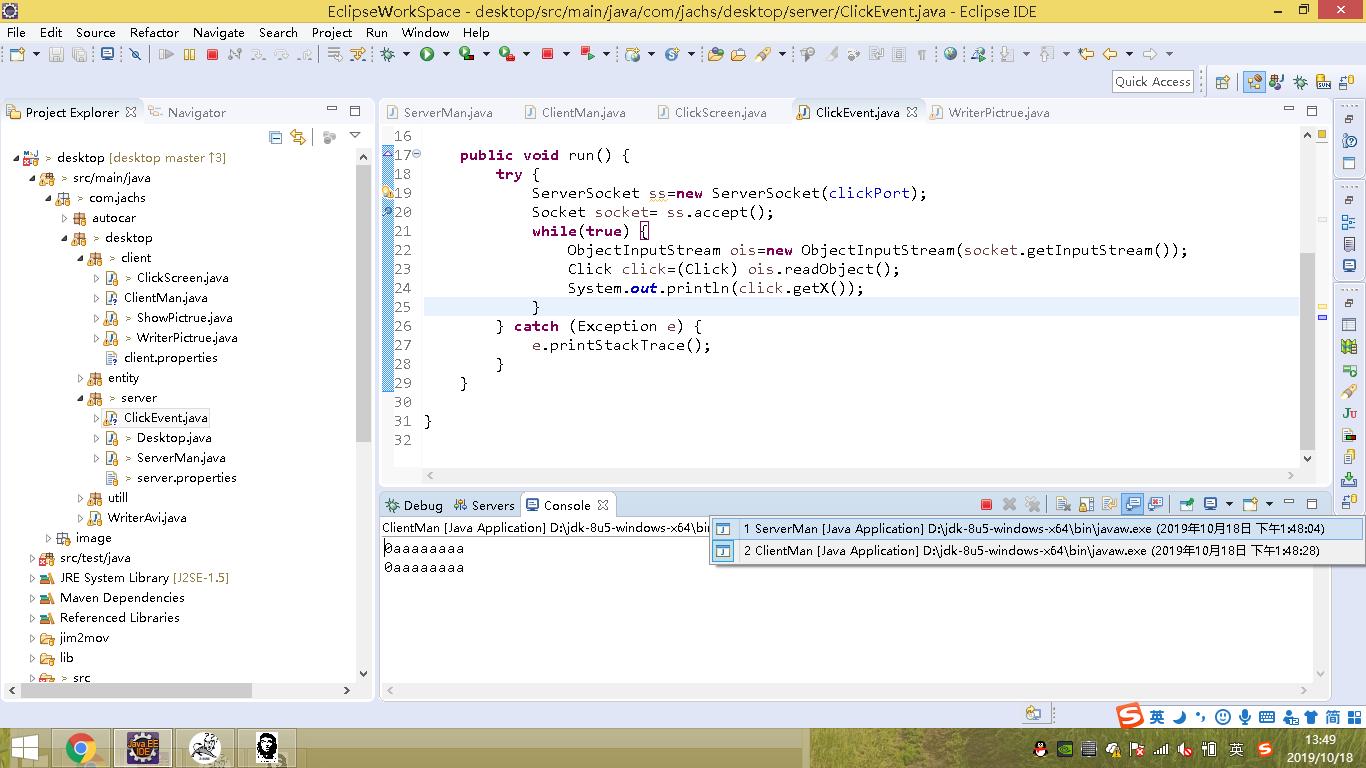 EclipseWorkSpace - desktop/src/main/java/com/jachs/desktop/server/ClickEvent.java - Eclipse IDE
File Edit Source Refactor Navigate Search Project Run Window Help
Quick Access
Project Explorer
Navigator
> desktop [desktop master ↑3]
> src/main/java
> com.jachs
autocar
> desktop
> client
> ClickScreen.java
ClientMan.java
> ShowPictrue.java
> WriterPictrue.java
client.properties
entity
> server
ClickEvent.java
> Desktop.java
> ServerMan.java
> server.properties
utill
WriterAvi.java
image
src/test/java
JRE System Library [J2SE-1.5]
Maven Dependencies
Referenced Libraries
jim2mov
lib
> src
ServerMan.java ClientMan.java ClickScreen.java ClickEvent.java WriterPictrue.java
16
17 public void run() {
18 try {
19 ServerSocket ss=new ServerSocket(clickPort);
20 Socket socket= ss.accept();
21 while(true) {
22 ObjectInputStream ois=new ObjectInputStream(socket.getInputStream());
23 Click click=(Click) ois.readObject();
24 System.out.println(click.getX());
25 }
26 } catch (Exception e) {
27 e.printStackTrace();
28 }
29 }
30
31 }
32
Debug Servers Console
ClientMan [Java Application] D:\jdk-8u5-windows-x64\bin
1 ServerMan [Java Application] D:\jdk-8u5-windows-x64\bin\javaw.exe (2019年10月18日 下午1:48:04)
2 ClientMan [Java Application] D:\jdk-8u5-windows-x64\bin\javaw.exe (2019年10月18日 下午1:48:28)
0aaaaaaaa
0aaaaaaaa
Ju
英 简
Java EE
IDE
英
13:49
2019/10/18